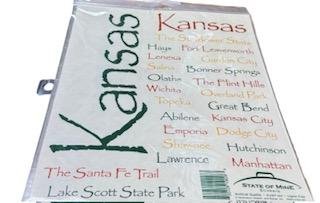 Kansas
Kansas
The Sunflower State
Hays Fort Leavenworth
Lenexa Garden City
Salina Bonner Springs
Olathe The Flint Hills
Wichita Overland Park
Topeka Great Bend
Abilene Kansas City
Emporia Dodge City
Shawnee Hutchinson
Lawrence Manhattan
The Santa Fe Trail
Lake Scott State Park
STATE OF MINE